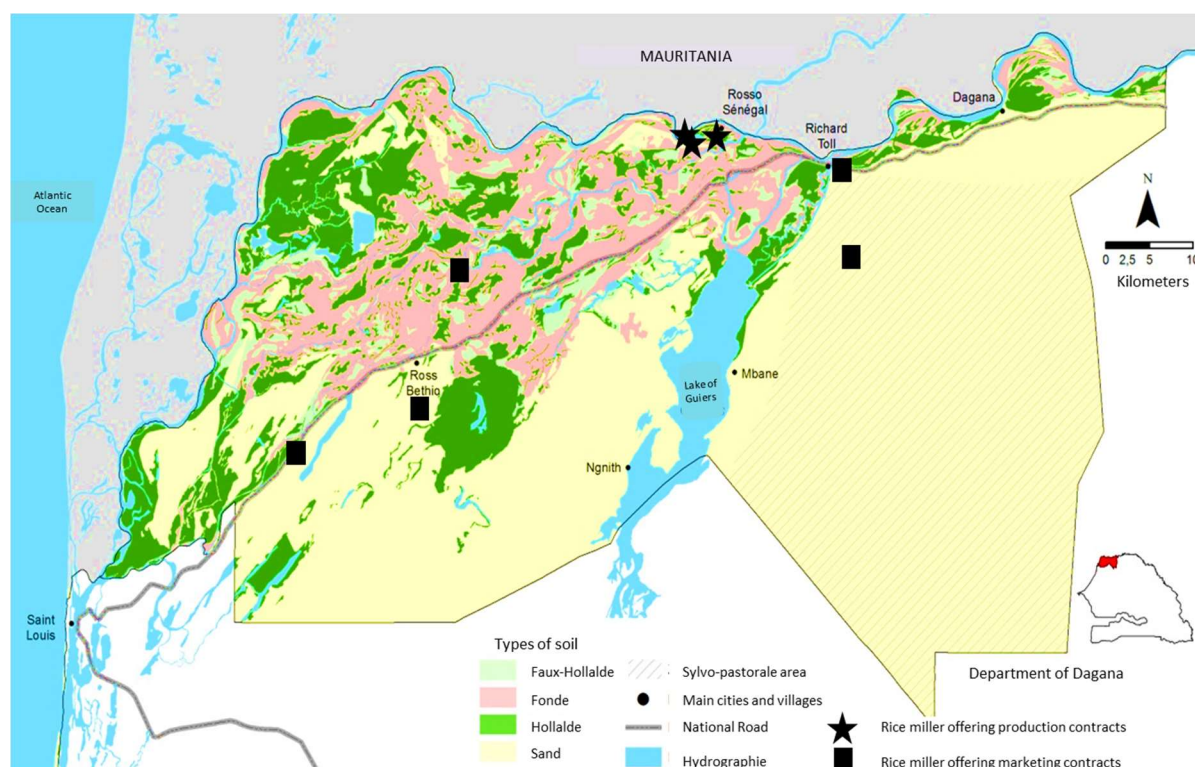 MAURITANIA
Rosso
Sénégal
Dagana
Richard
Toll
Atlantic
Ocean
N
0 2,5 5 10
Kilometers
Ross
Bethio
Mbane
Lake of
Guiers
Ngnith
Saint
Louis
Types of soil
Faux-Hollalde
Fonde
Hollalde
Sand
Sylvo-pastorale area
Main cities and villages
National Road
Hydrographie
Department of Dagana
Rice miller offering production contracts
Rice miller offering marketing contracts